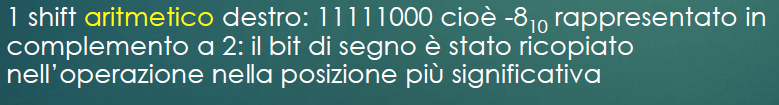 1 shift aritmetico destro: 11111000 cioè -8₁₀ rappresentato in
complemento a 2: il bit di segno è stato ricopiato
nell’operazione nella posizione più significativa